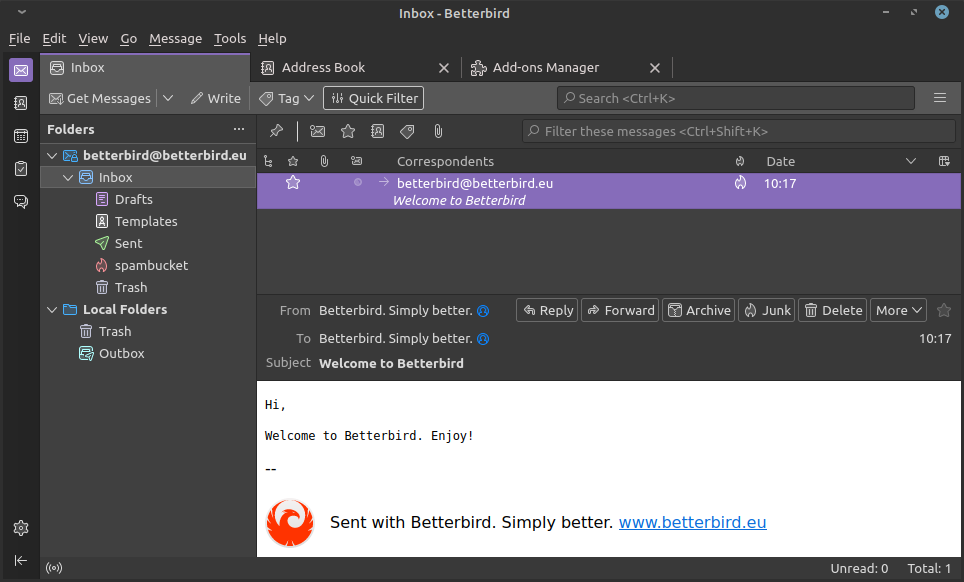 Inbox - Betterbird
File Edit View Go Message Tools Help
Inbox Address Book Add-ons Manager
Get Messages Write Tag Quick Filter Search <Ctrl+K>
Folders ...
Filter these messages <Ctrl+Shift+K>
betterbird@betterbird.eu
Inbox
Drafts
Templates
Sent
spambucket
Trash
Local Folders
Trash
Outbox
Correspondents Date
betterbird@betterbird.eu 10:17
Welcome to Betterbird
From Betterbird. Simply better. Reply Forward Archive Junk Delete More
To Betterbird. Simply better. 10:17
Subject Welcome to Betterbird
Hi,
Welcome to Betterbird. Enjoy!
--
Sent with Betterbird. Simply better. www.betterbird.eu
Unread: 0 Total: 1